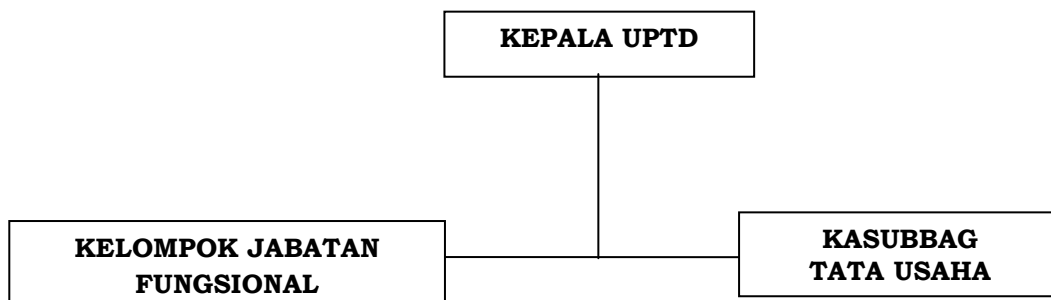 KEPALA UPTD
KELOMPOK JABATAN
FUNGSIONAL
KASUBBAG
TATA USAHA